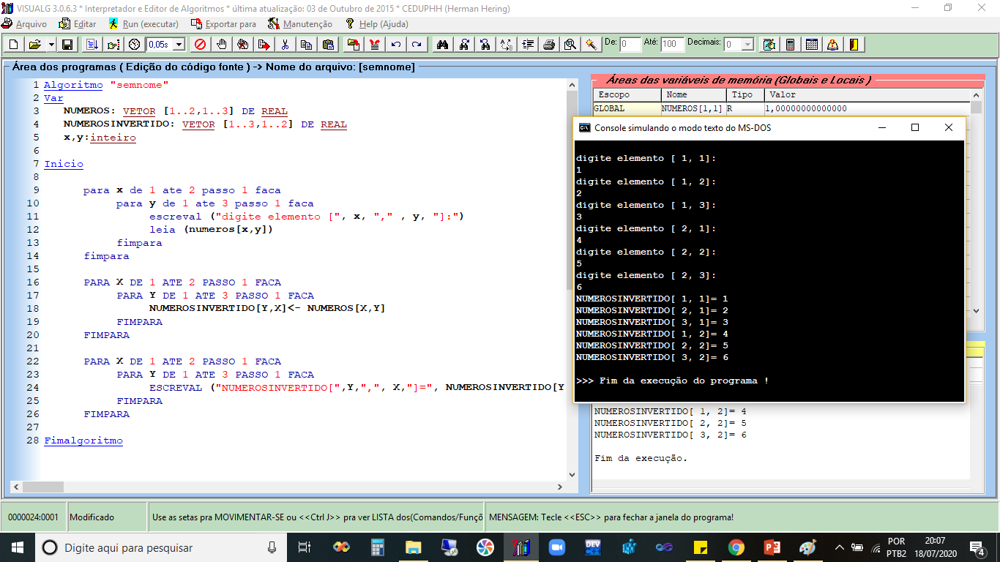 VISUALG 3.0.6.3 * Interpretador e Editor de Algoritmos * última atualização: 03 de Outubro de 2015 * CEDUPHH (Herman Hering)
Arquivo Editar Run (executar) Exportar para Manutenção Help (Ajuda)
0,05s De: 0 Até: 100 Decimais: 0
Área dos programas ( Edição do código fonte ) -> Nome do arquivo: [semnome]
1 Algoritmo "semnome"
2 Var
3 NUMEROS: VETOR [1..2,1..3] DE REAL
4 NUMEROSINVERTIDO: VETOR [1..3,1..2] DE REAL
5 x,y:inteiro
6
7 Inicio
8
9 para x de 1 ate 2 passo 1 faca
10 para y de 1 ate 3 passo 1 faca
11 escreval ("digite elemento [", x, "," , y, "]:")
12 leia (numeros[x,y])
13 fimpara
14 fimpara
15
16 PARA X DE 1 ATE 2 PASSO 1 FACA
17 PARA Y DE 1 ATE 3 PASSO 1 FACA
18 NUMEROSINVERTIDO[Y,X]<- NUMEROS[X,Y]
19 FIMPARA
20 FIMPARA
21
22 PARA X DE 1 ATE 2 PASSO 1 FACA
23 PARA Y DE 1 ATE 3 PASSO 1 FACA
24 ESCREVAL ("NUMEROSINVERTIDO[",Y,",", X,"]=", NUMEROSINVERTIDO[Y
25 FIMPARA
26 FIMPARA
27
28 Fimalgoritmo
Áreas das variáveis de memória (Globais e Locais )
Escopo Nome Tipo Valor
GLOBAL NUMEROS[1,1] R 1,00000000000000
Console simulando o modo texto do MS-DOS
digite elemento [ 1, 1]:
1
digite elemento [ 1, 2]:
2
digite elemento [ 1, 3]:
3
digite elemento [ 2, 1]:
4
digite elemento [ 2, 2]:
5
digite elemento [ 2, 3]:
6
NUMEROSINVERTIDO[ 1, 1]= 1
NUMEROSINVERTIDO[ 2, 1]= 2
NUMEROSINVERTIDO[ 3, 1]= 3
NUMEROSINVERTIDO[ 1, 2]= 4
NUMEROSINVERTIDO[ 2, 2]= 5
NUMEROSINVERTIDO[ 3, 2]= 6
>>> Fim da execução do programa !
NUMEROSINVERTIDO[ 1, 2]= 4
NUMEROSINVERTIDO[ 2, 2]= 5
NUMEROSINVERTIDO[ 3, 2]= 6
Fim da execução.
0000024:0001 Modificado Use as setas pra MOVIMENTAR-SE ou <<Ctrl J>> pra ver LISTA dos(Comandos/Funçõ MENSAGEM: Tecle <<ESC>> para fechar a janela do programa!
Digite aqui para pesquisar
DEV
POR 20:07
PTB2 18/07/2020
4